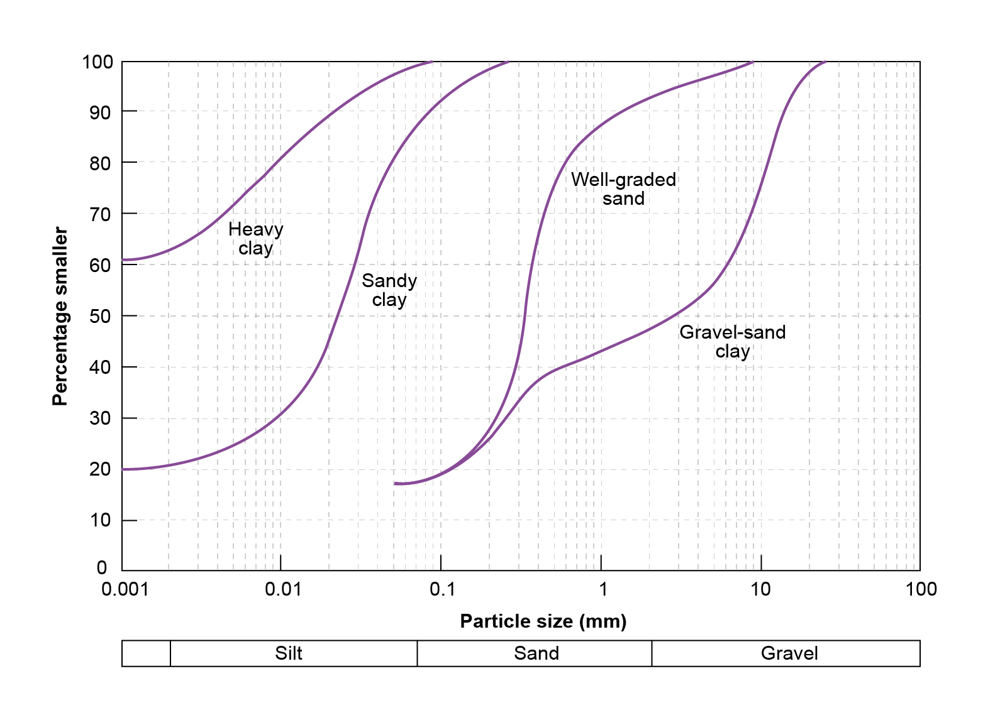 100
90
80
70
60
50
40
30
20
10
0
Percentage smaller
Heavy
clay
Sandy
clay
Well-graded
sand
Gravel-sand
clay
0.001 0.01 0.1 1 10 100
Particle size (mm)
Silt Sand Gravel